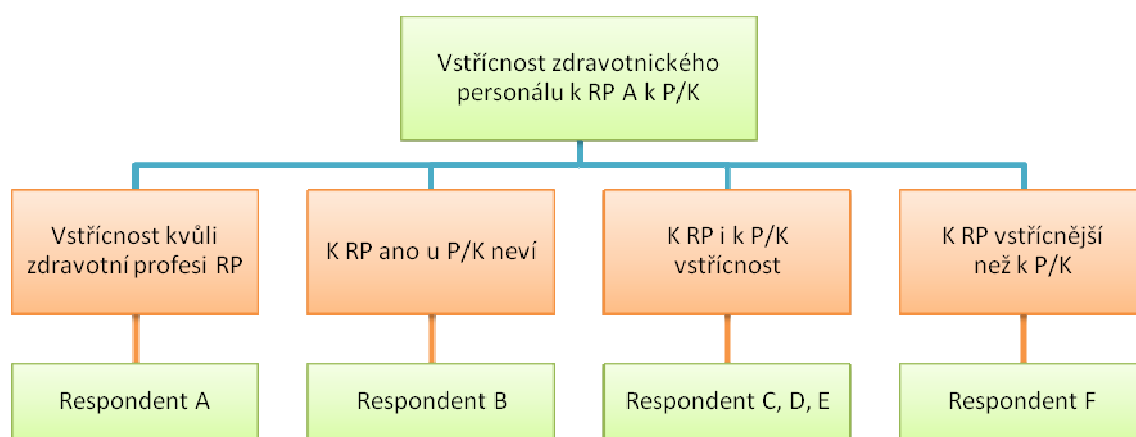 Vstřícnost zdravotnického
personálu k RP A k P/K
Vstřícnost kvůli
zdravotní profesi RP
K RP ano u P/K neví
K RP i k P/K
vstřícnost
K RP vstřícnější
než k P/K
Respondent A
Respondent B
Respondent C, D, E
Respondent F